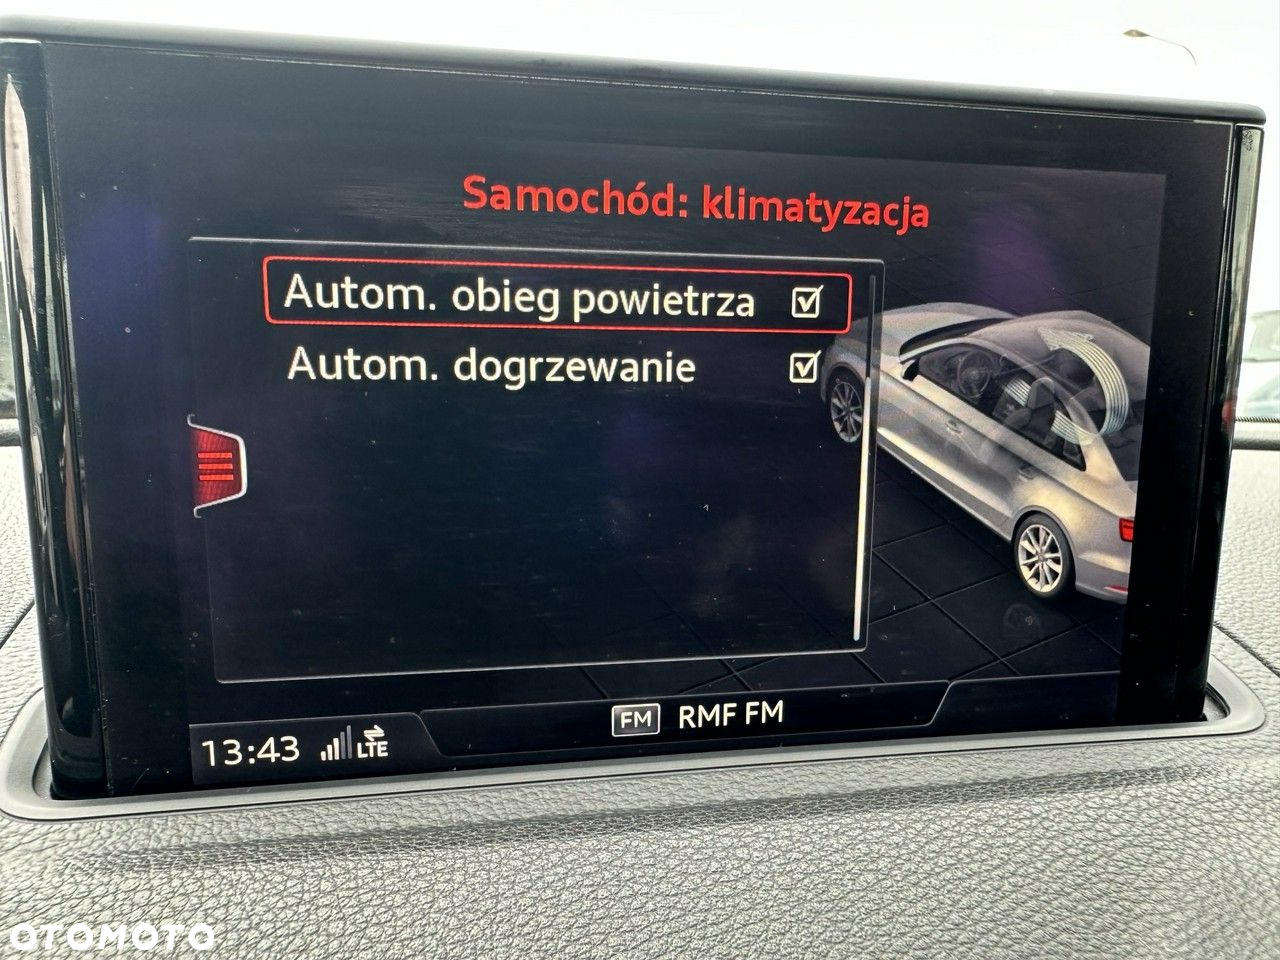 Samochód: klimatyzacja
Autom. obieg powietrza
Autom. dogrzewanie
FM RMF FM
13:43 LTE
OTOMOTO